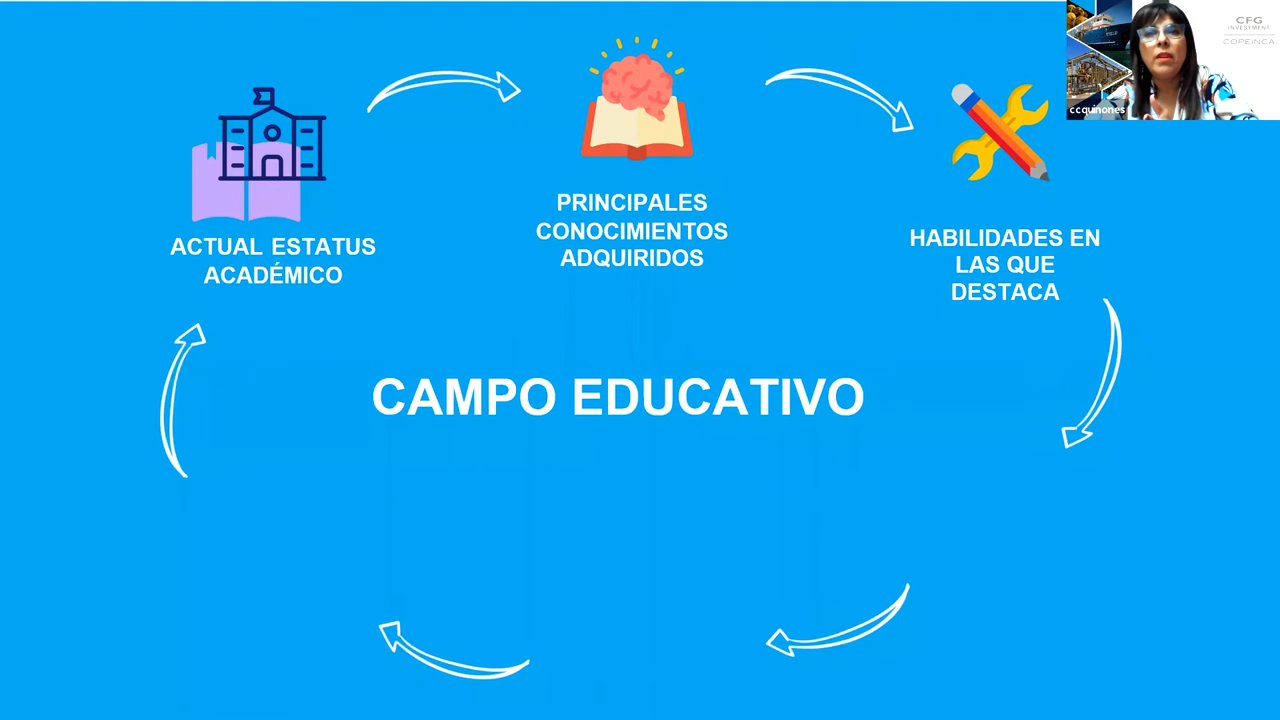 CFG
INVESTMENT
COPEINCA
ccquinones
ACTUAL ESTATUS
ACADÉMICO
PRINCIPALES
CONOCIMIENTOS
ADQUIRIDOS
HABILIDADES EN
LAS QUE
DESTACA
CAMPO EDUCATIVO